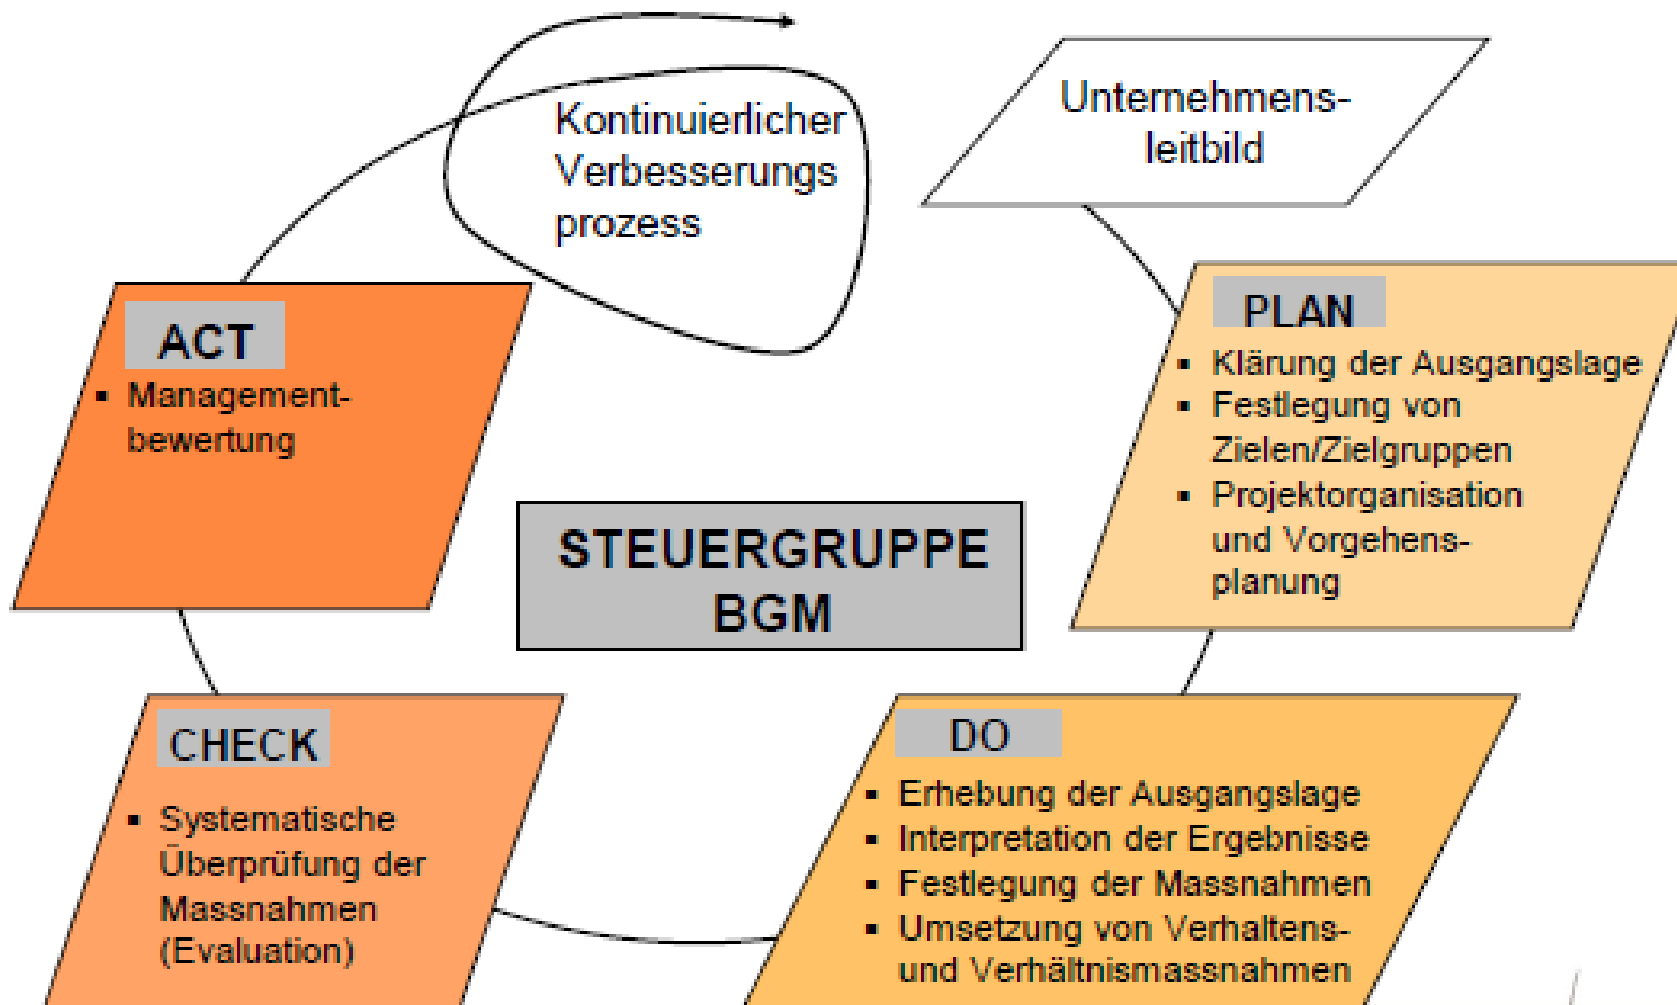 Kontinuierlicher
Verbesserungs
prozess
Unternehmens-
leitbild
ACT
▪ Management-
bewertung
PLAN
▪ Klärung der Ausgangslage
▪ Festlegung von
Zielen/Zielgruppen
▪ Projektorganisation
und Vorgehens-
planung
STEUERGRUPPE
BGM
CHECK
▪ Systematische
Überprüfung der
Massnahmen
(Evaluation)
DO
▪ Erhebung der Ausgangslage
▪ Interpretation der Ergebnisse
▪ Festlegung der Massnahmen
▪ Umsetzung von Verhaltens-
und Verhältnismassnahmen